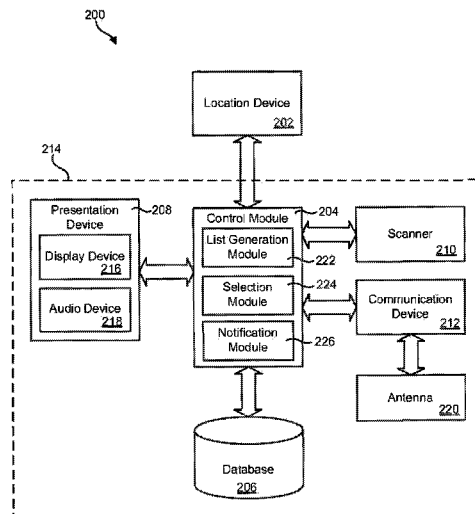 200
Location Device
202
214
Presentation
Device
208
Display Device
216
Audio Device
218
Control Module
204
List Generation
Module
222
Selection
Module
224
Notification
Module
226
Scanner
210
Communication
Device
212
Antenna
220
Database
206